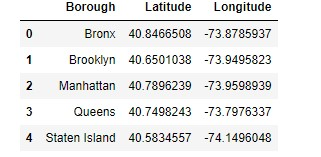 Borough Latitude Longitude
0 Bronx 40.8466508 -73.8785937
1 Brooklyn 40.6501038 -73.9495823
2 Manhattan 40.7896239 -73.9598939
3 Queens 40.7498243 -73.7976337
4 Staten Island 40.5834557 -74.1496048